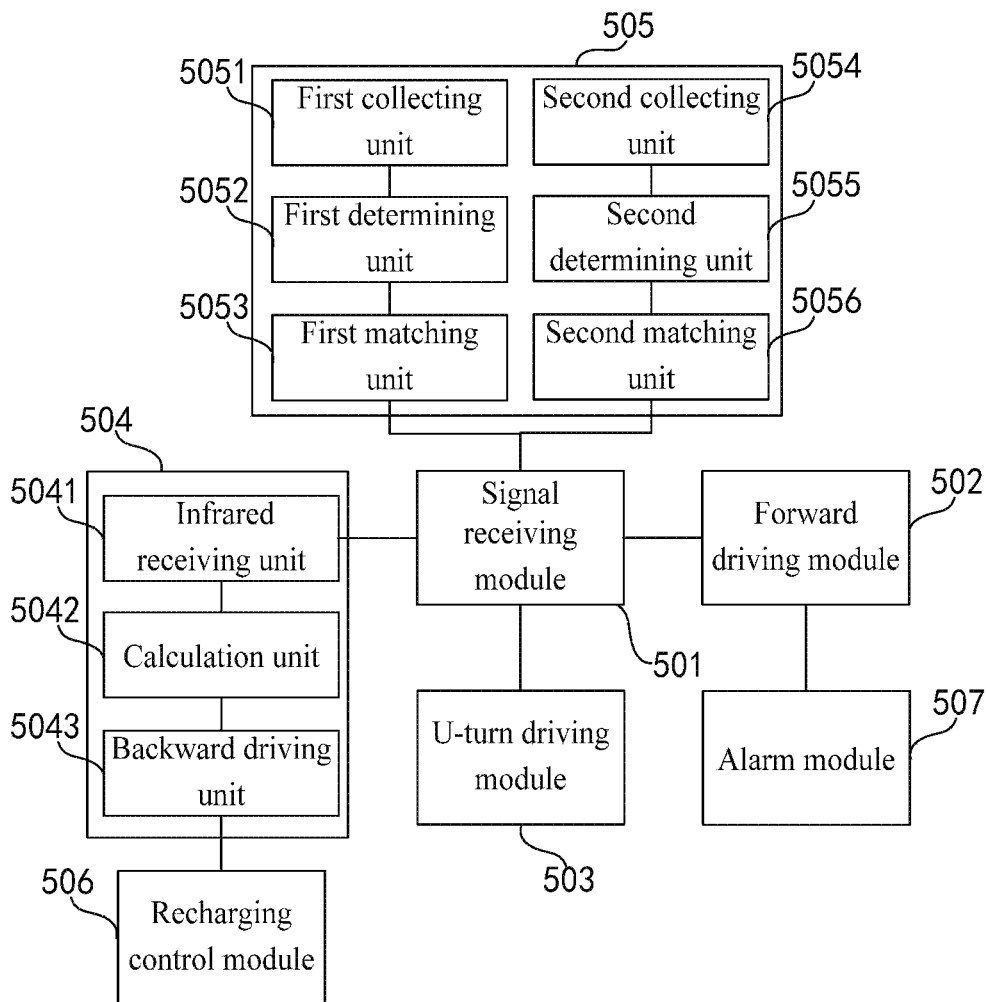 505
5051
5054
First collecting
unit
Second collecting
unit
5052
5055
First determining
unit
Second
determining unit
5053
5056
First matching
unit
Second matching
unit
504
5041
502
Infrared
receiving unit
Signal
receiving
module
Forward
driving module
5042
501
Calculation unit
507
5043
Backward driving
unit
U-turn driving
module
Alarm module
503
506
Recharging
control module